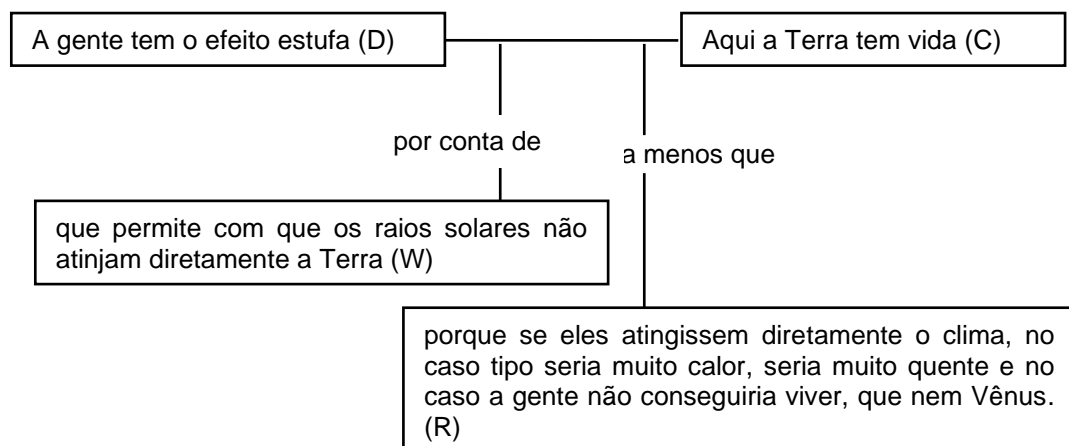 A gente tem o efeito estufa (D)
Aqui a Terra tem vida (C)
por conta de
a menos que
que permite com que os raios solares não
atinjam diretamente a Terra (W)
porque se eles atingissem diretamente o clima, no
caso tipo seria muito calor, seria muito quente e no
caso a gente não conseguiria viver, que nem Vênus.
(R)